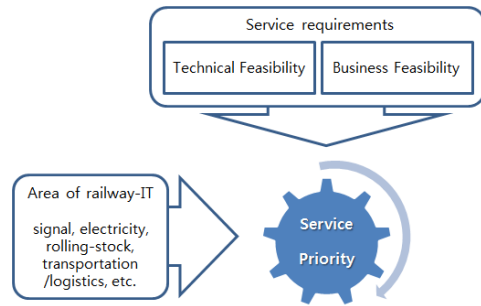 Service requirements
Technical Feasibility
Business Feasibility
Area of railway-IT
signal, electricity,
rolling-stock,
transportation
/logistics, etc.
Service
Priority